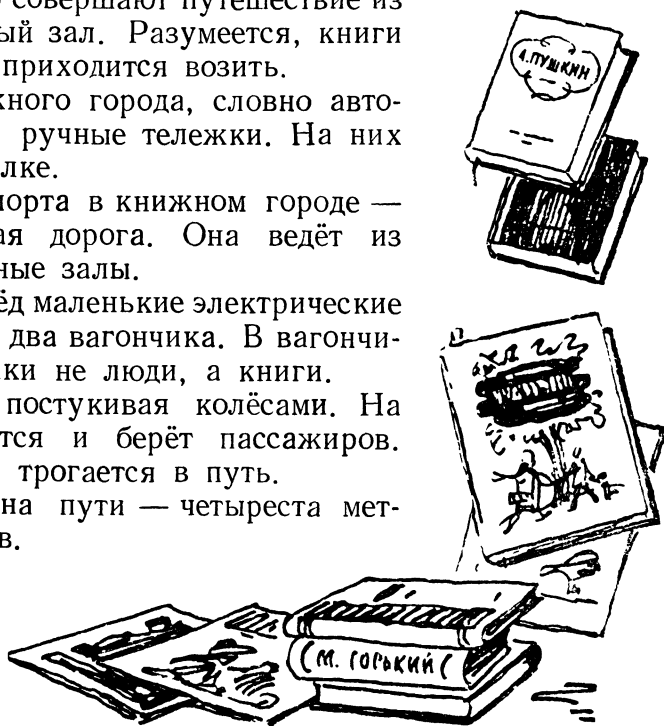 совершают путешествие из
ый зал. Разумеется, книги
приходится возить.
жного города, словно авто-
ручные тележки. На них
лке.
порта в книжном городе —
ая дорога. Она ведёт из
ные залы.
ёд маленькие электрические
два вагончика. В вагончи-
ки не люди, а книги.
постукивая колёсами. На
тся и берёт пассажиров.
трогается в путь.
на пути — четыреста мет-
в.
А. ПУШКИН
М. ГОРЬКИЙ